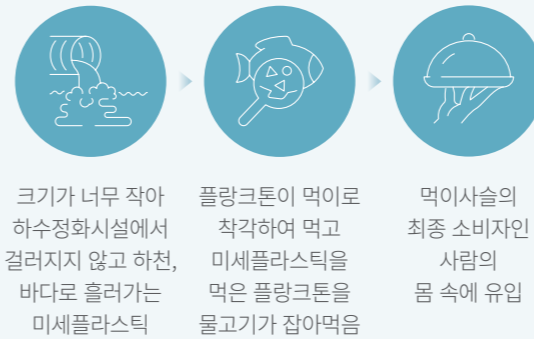 크기가 너무 작아
하수정화시설에서
걸러지지 않고 하천,
바다로 흘러가는
미세플라스틱
플랑크톤이 먹이로
착각하여 먹고
미세플라스틱을
먹은 플랑크톤을
물고기가 잡아먹음
먹이사슬의
최종 소비자인
사람의
몸 속에 유입